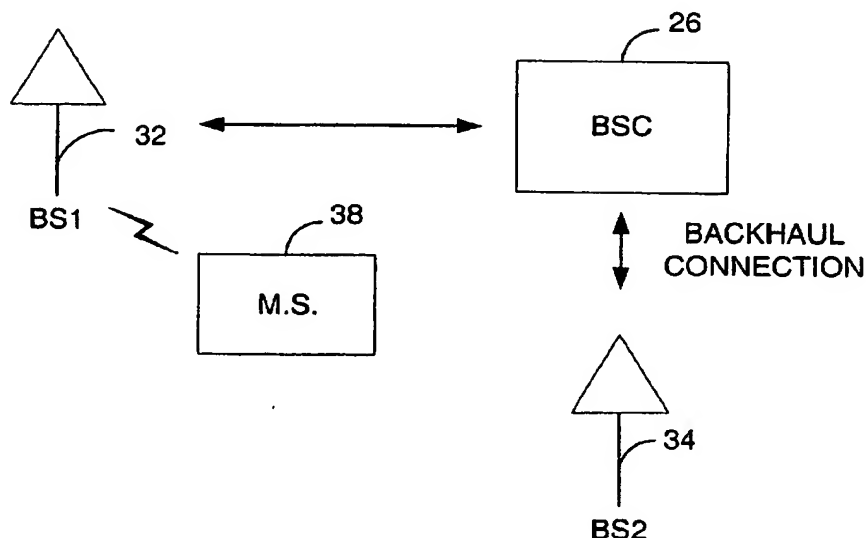 26
BSC
32
BS1
38
M.S.
BACKHAUL
CONNECTION
34
BS2